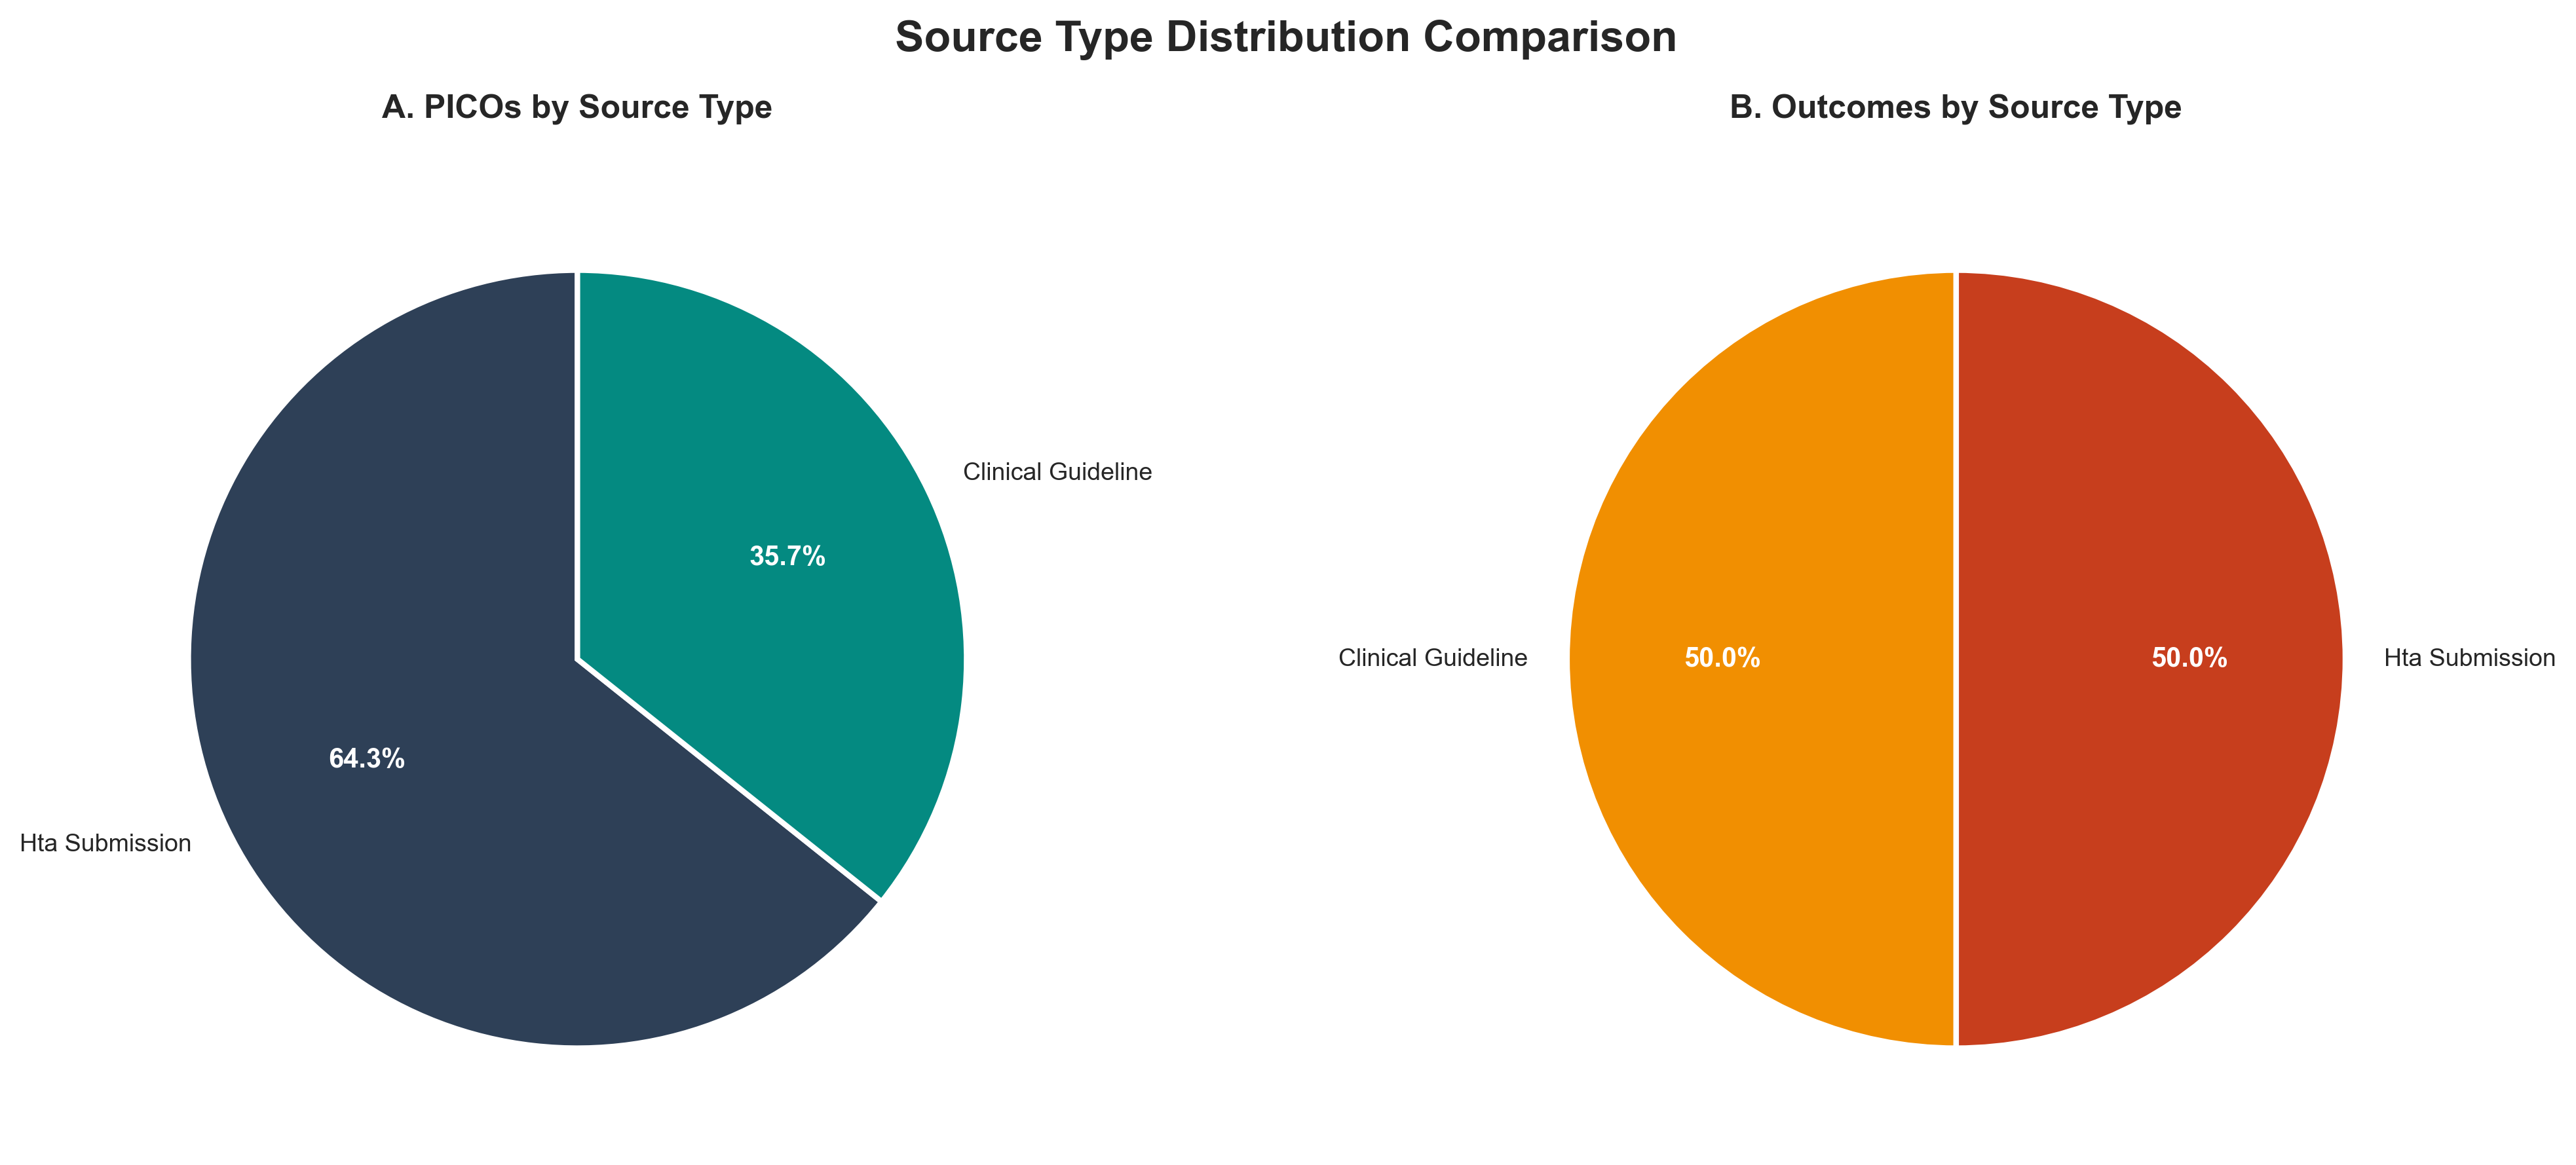 Source Type Distribution Comparison
A. PICOs by Source Type
Clinical Guideline
35.7%
64.3%
Hta Submission
B. Outcomes by Source Type
Clinical Guideline
50.0%
50.0%
Hta Submission